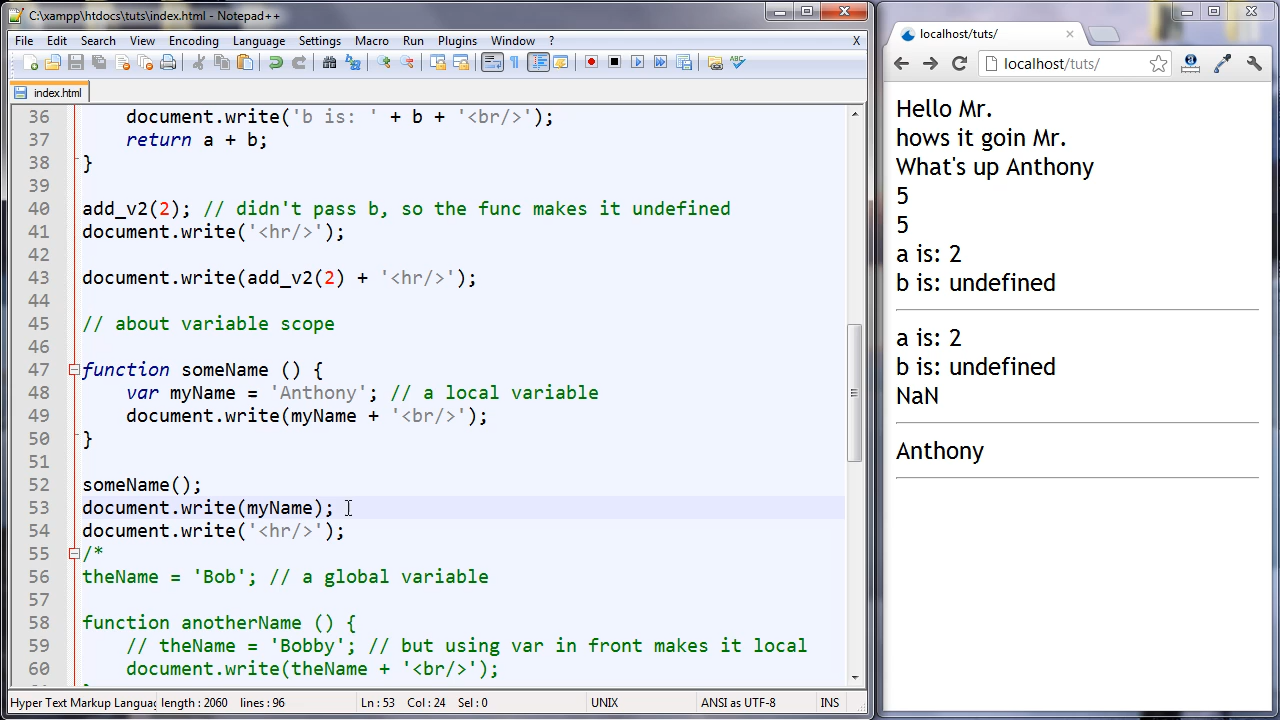 C:\xampp\htdocs\tuts\index.html - Notepad++
File Edit Search View Encoding Language Settings Macro Run Plugins Window ? X
index.html
36 document.write('b is: ' + b + '<br/>');
37 return a + b;
38 }
39
40 add_v2(2); // didn't pass b, so the func makes it undefined
41 document.write('<hr/>');
42
43 document.write(add_v2(2) + '<hr/>');
44
45 // about variable scope
46
47 function someName () {
48 var myName = 'Anthony'; // a local variable
49 document.write(myName + '<br/>');
50 }
51
52 someName();
53 document.write(myName);
54 document.write('<hr/>');
55 /*
56 theName = 'Bob'; // a global variable
57
58 function anotherName () {
59 // theName = 'Bobby'; // but using var in front makes it local
60 document.write(theName + '<br/>');
Hyper Text Markup Langua length : 2060 lines : 96 Ln : 53 Col : 24 Sel : 0 UNIX ANSI as UTF-8 INS
localhost/tuts/
localhost/tuts/
Hello Mr.
hows it goin Mr.
What's up Anthony
5
5
a is: 2
b is: undefined
a is: 2
b is: undefined
NaN
Anthony